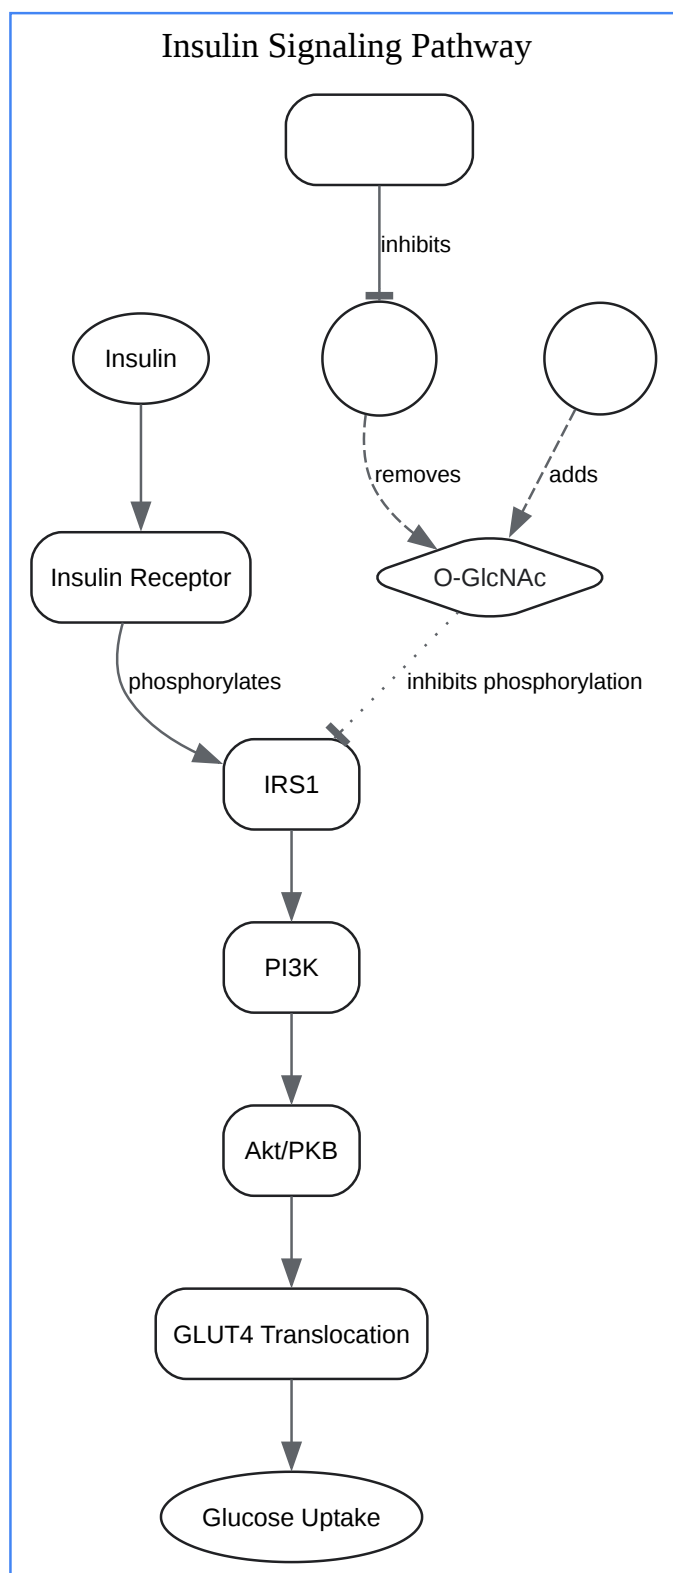 Insulin Signaling Pathway
inhibits
Insulin
removes
adds
Insulin Receptor
O-GlcNAc
phosphorylates
inhibits phosphorylation
IRS1
PI3K
Akt/PKB
GLUT4 Translocation
Glucose Uptake